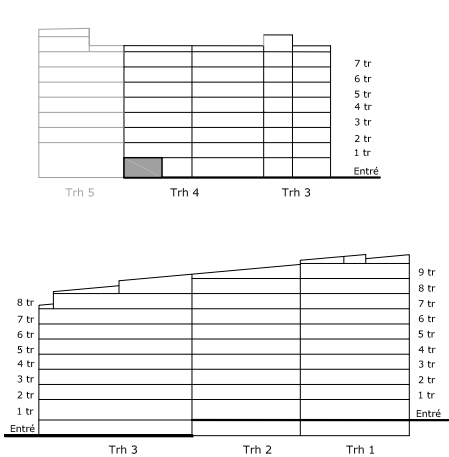 7 tr
6 tr
5 tr
4 tr
3 tr
2 tr
1 tr
Entré
Trh 5 Trh 4 Trh 3
9 tr
8 tr
8 tr 7 tr
7 tr 6 tr
6 tr 5 tr
5 tr 4 tr
4 tr 3 tr
3 tr 2 tr
2 tr 1 tr
1 tr Entré
Entré
Trh 3 Trh 2 Trh 1